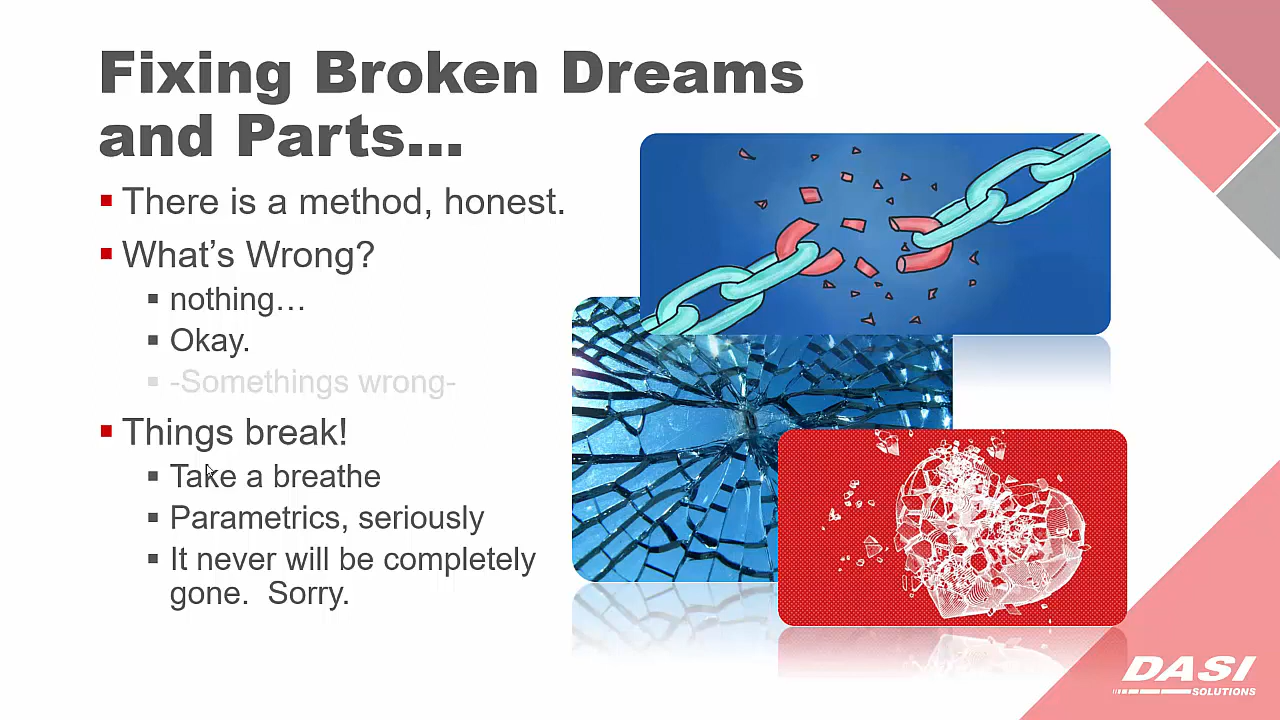 Fixing Broken Dreams
and Parts...
There is a method, honest.
What's Wrong?
nothing…
Okay.
-Somethings wrong-
Things break!
Take a breathe
Parametrics, seriously
It never will be completely
gone.  Sorry.
DASI
SOLUTIONS